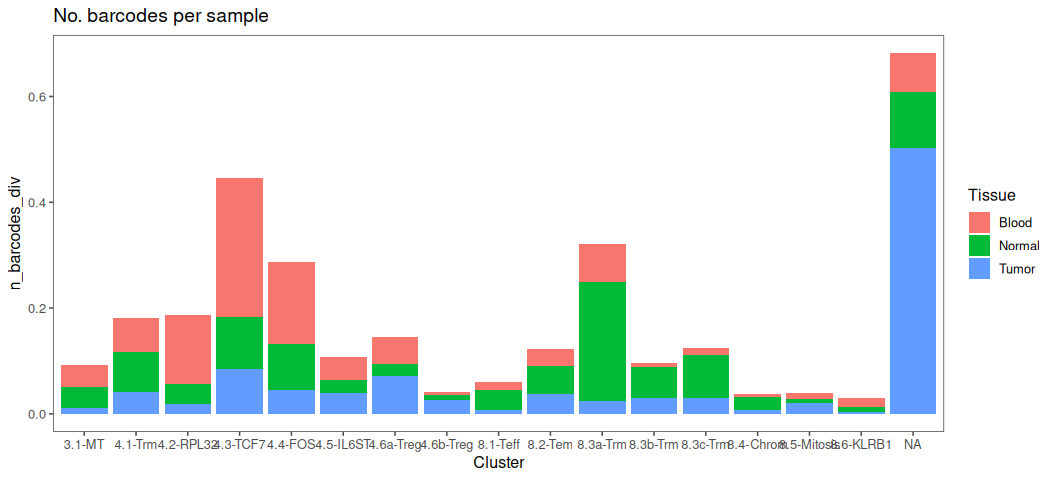 No. barcodes per sample
n_barcodes_div
0.6
0.4
0.2
0.0
3.1-MT 4.1-Trm 4.2-RPL32 4.3-TCF7 4.4-FOS 4.5-IL6ST 4.6a-Treg 4.6b-Treg 8.1-Teff 8.2-Tem 8.3a-Trm 8.3b-Trm 8.3c-Trm 8.4-Chrom 8.5-Mitosis 8.6-KLRB1 NA
Cluster
Tissue
Blood
Normal
Tumor